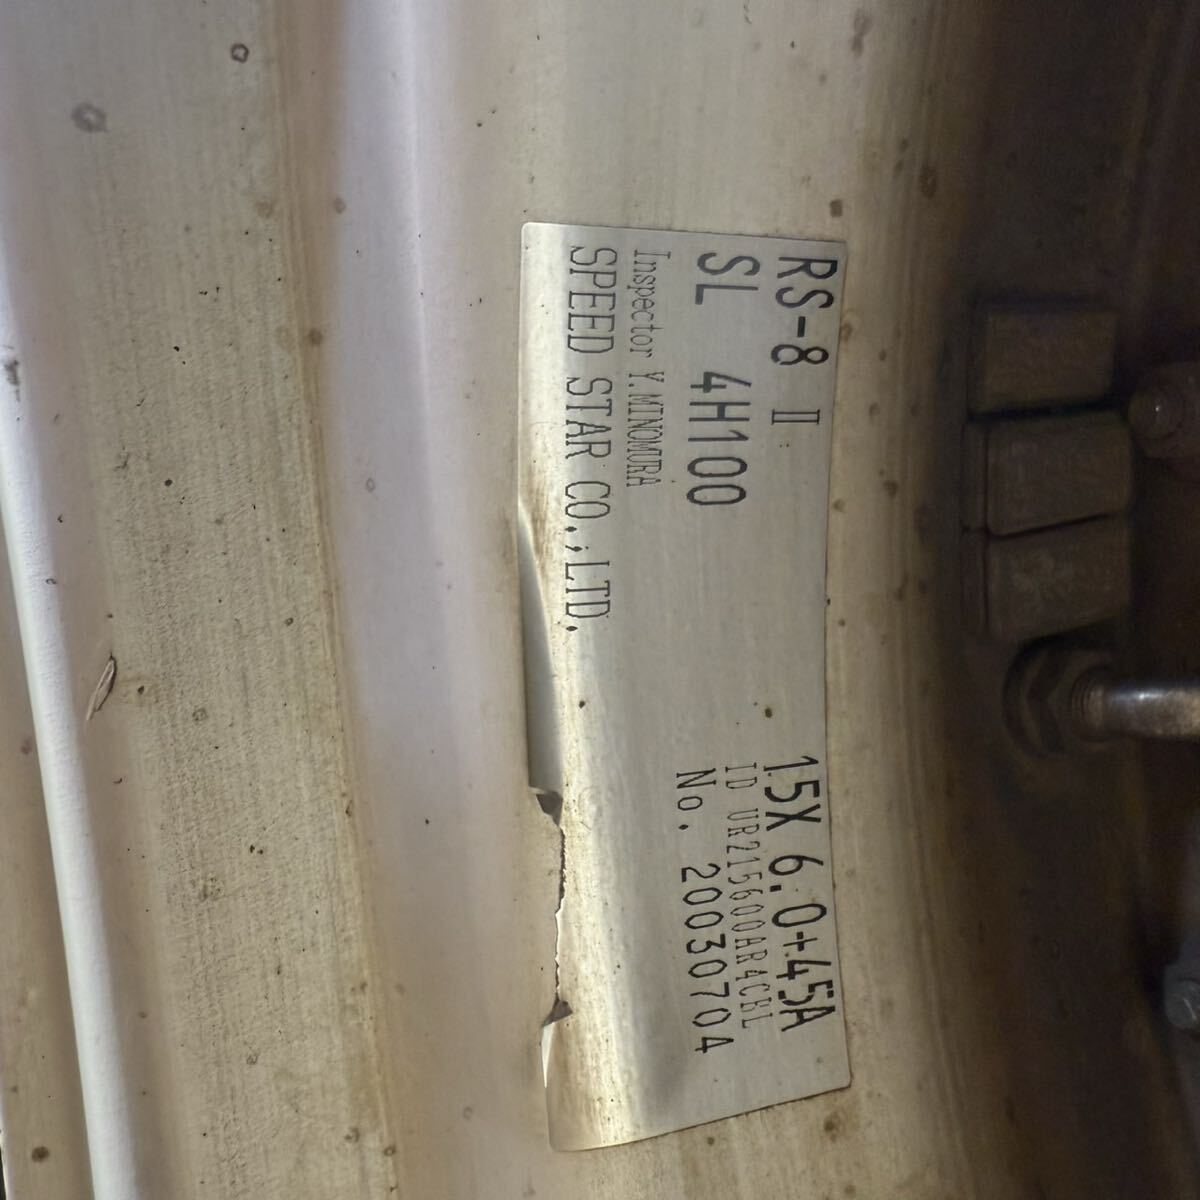 RS-8 II 15X 6.0+45A
SL 4H100 ID UR215600AR4CBL
Inspector Y.MINOMURA No. 20030704
SPEED STAR CO.,LTD.